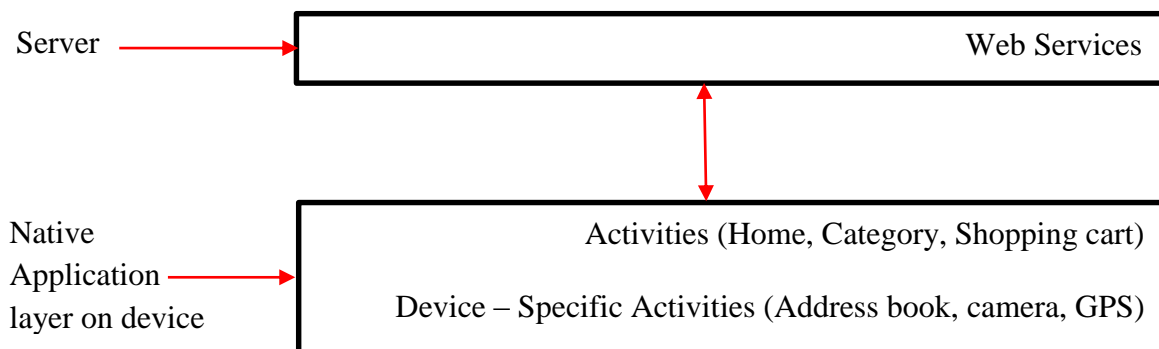 Server
Web Services
Native
Application
layer on device
Activities (Home, Category, Shopping cart)
Device – Specific Activities (Address book, camera, GPS)